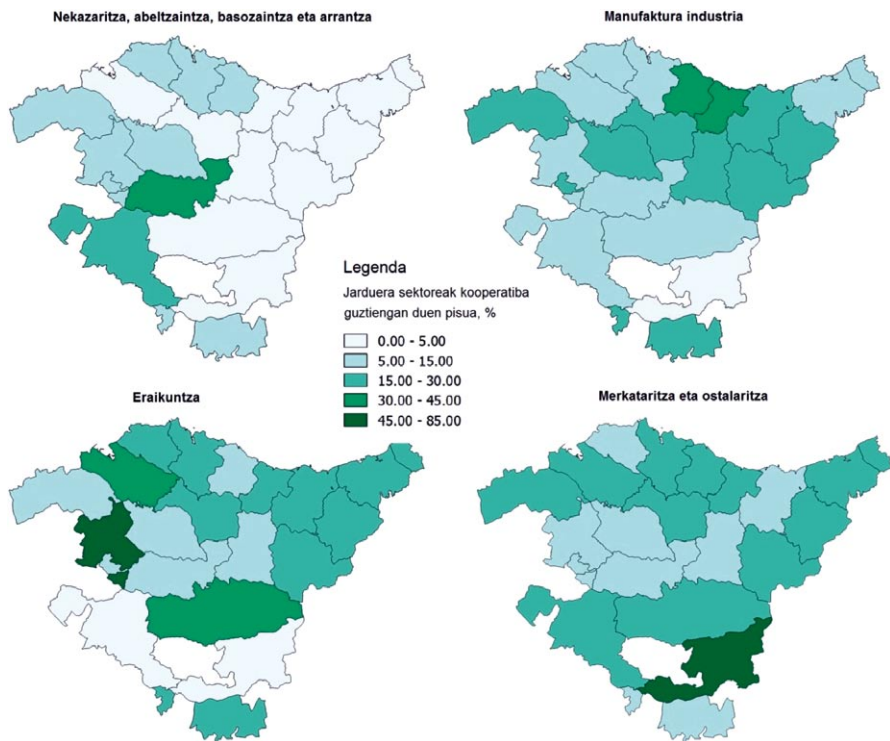 Nekazaritza, abeltzaintza, basozaintza eta arrantza
Manufaktura industria
Legenda
Jarduera sektoreak kooperatiba
guztiengan duen pisua, %
0.00 - 5.00
5.00 - 15.00
15.00 - 30.00
30.00 - 45.00
45.00 - 85.00
Eraikuntza
Merkataritza eta ostalaritza